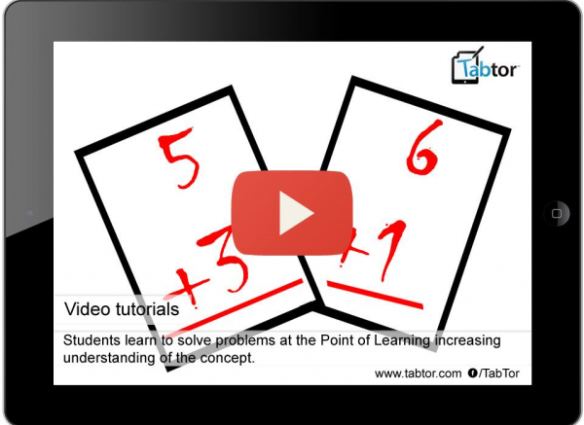 Tabtor
5
+3
6
+1
Video tutorials
Students learn to solve problems at the Point of Learning increasing
understanding of the concept.
www.tabtor.com f/TabTor